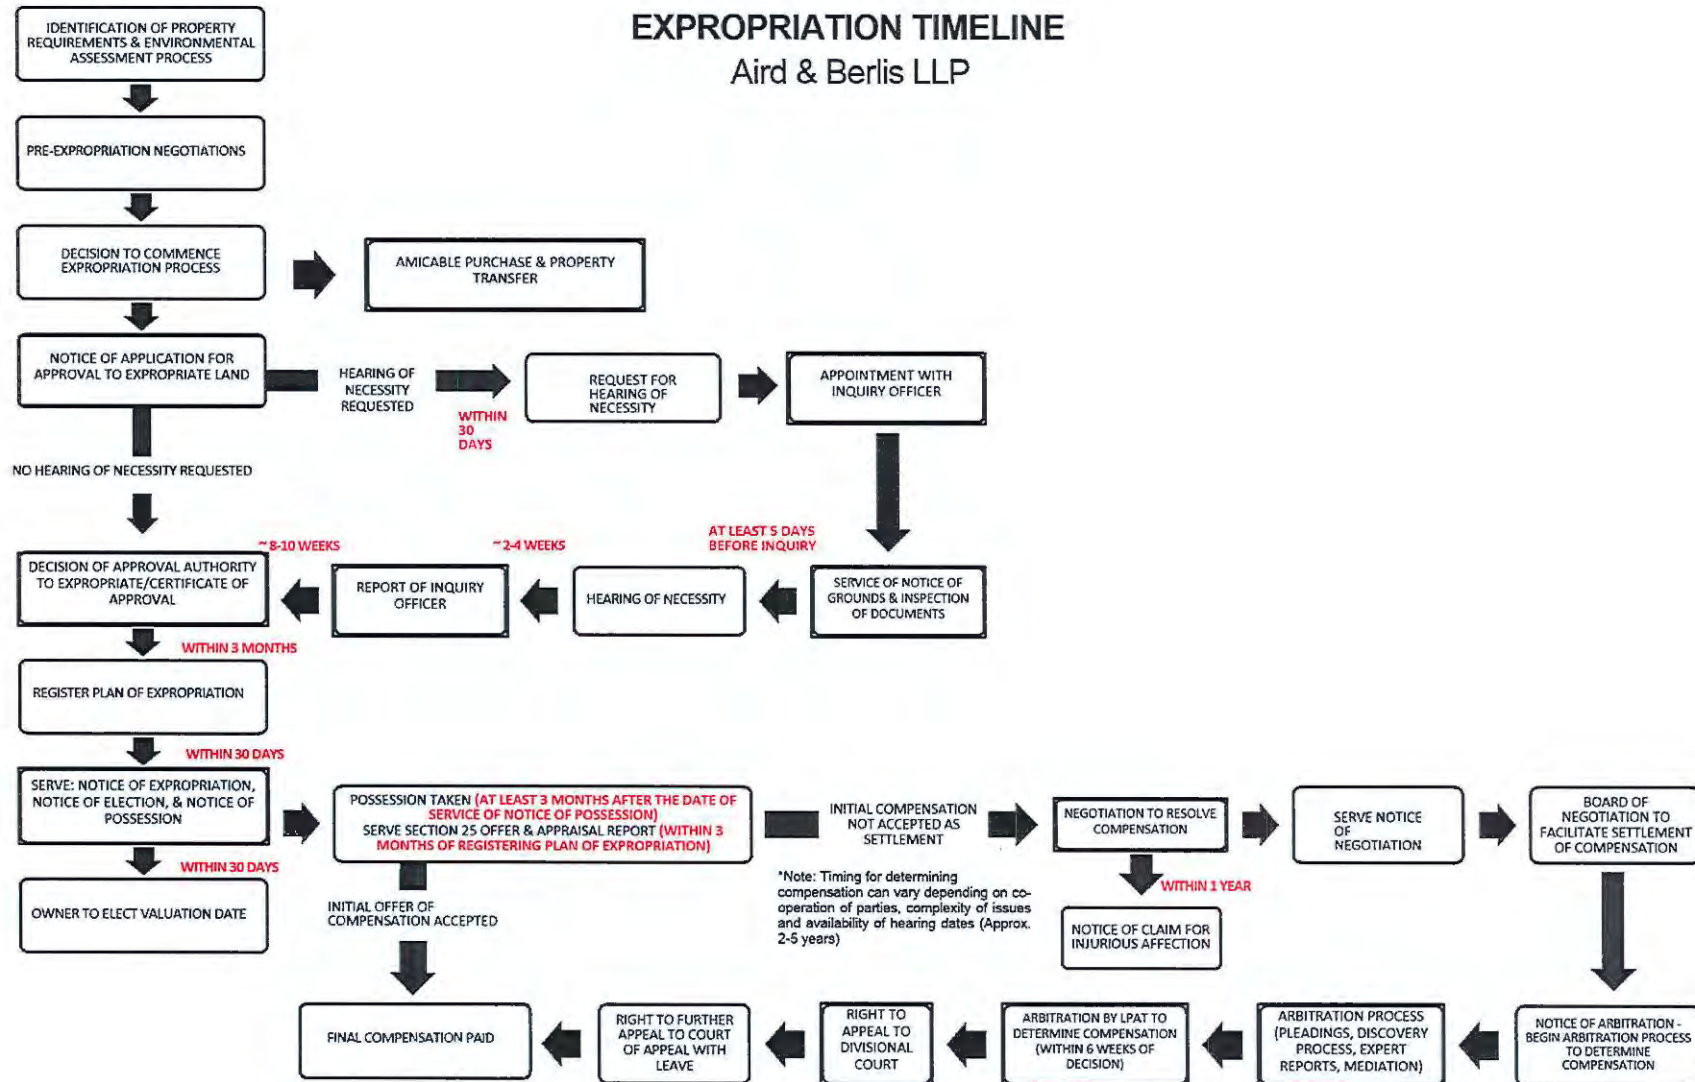 EXPROPRIATION TIMELINE
Aird & Berlis LLP
IDENTIFICATION OF PROPERTY
REQUIREMENTS & ENVIRONMENTAL
ASSESSMENT PROCESS
PRE-EXPROPRIATION NEGOTIATIONS
DECISION TO COMMENCE
EXPROPRIATION PROCESS
AMICABLE PURCHASE & PROPERTY
TRANSFER
NOTICE OF APPLICATION FOR
APPROVAL TO EXPROPRIATE LAND
HEARING OF
NECESSITY
REQUESTED
WITHIN
30
DAYS
REQUEST FOR
HEARING OF
NECESSITY
APPOINTMENT WITH
INQUIRY OFFICER
NO HEARING OF NECESSITY REQUESTED
AT LEAST 5 DAYS
BEFORE INQUIRY
SERVICE OF NOTICE OF
GROUNDS & INSPECTION
OF DOCUMENTS
HEARING OF NECESSITY
~2-4 WEEKS
REPORT OF INQUIRY
OFFICER
~8-10 WEEKS
DECISION OF APPROVAL AUTHORITY
TO EXPROPRIATE/CERTIFICATE OF
APPROVAL
WITHIN 3 MONTHS
REGISTER PLAN OF EXPROPRIATION
WITHIN 30 DAYS
SERVE: NOTICE OF EXPROPRIATION,
NOTICE OF ELECTION, & NOTICE OF
POSSESSION
WITHIN 30 DAYS
OWNER TO ELECT VALUATION DATE
POSSESSION TAKEN (AT LEAST 3 MONTHS AFTER THE DATE OF
SERVICE OF NOTICE OF POSSESSION)
SERVE SECTION 25 OFFER & APPRAISAL REPORT (WITHIN 3
MONTHS OF REGISTERING PLAN OF EXPROPRIATION)
INITIAL OFFER OF
COMPENSATION ACCEPTED
INITIAL COMPENSATION
NOT ACCEPTED AS
SETTLEMENT
*Note: Timing for determining
compensation can vary depending on co-
operation of parties, complexity of issues
and availability of hearing dates (Approx.
2-5 years)
NEGOTIATION TO RESOLVE
COMPENSATION
WITHIN 1 YEAR
NOTICE OF CLAIM FOR
INJURIOUS AFFECTION
SERVE NOTICE
OF
NEGOTIATION
BOARD OF
NEGOTIATION TO
FACILITATE SETTLEMENT
OF COMPENSATION
NOTICE OF ARBITRATION -
BEGIN ARBITRATION PROCESS
TO DETERMINE
COMPENSATION
ARBITRATION PROCESS
(PLEADINGS, DISCOVERY
PROCESS, EXPERT
REPORTS, MEDIATION)
ARBITRATION BY LPAT TO
DETERMINE COMPENSATION
(WITHIN 6 WEEKS OF
DECISION)
RIGHT TO
APPEAL TO
DIVISIONAL
COURT
RIGHT TO FURTHER
APPEAL TO COURT
OF APPEAL WITH
LEAVE
FINAL COMPENSATION PAID